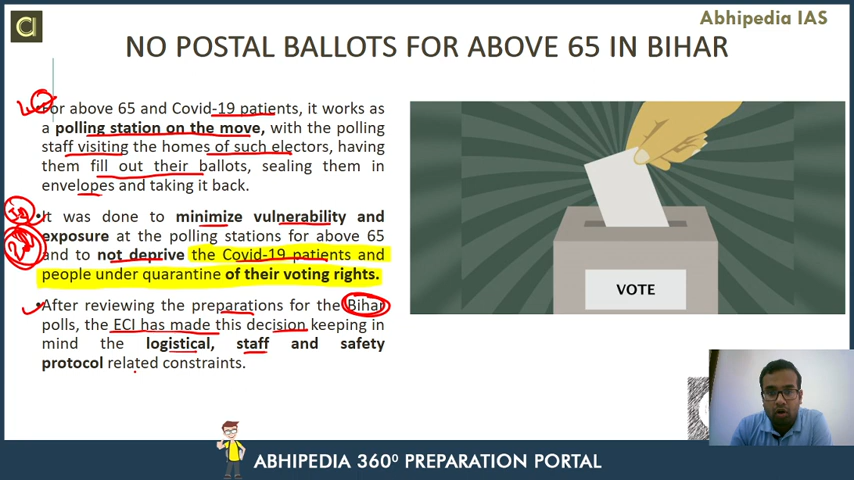 Abhipedia IAS
NO POSTAL BALLOTS FOR ABOVE 65 IN BIHAR
For above 65 and Covid-19 patients, it works as
a polling station on the move, with the polling
staff visiting the homes of such electors, having
them fill out their ballots, sealing them in
envelopes and taking it back.
It was done to minimize vulnerability and
exposure at the polling stations for above 65
and to not deprive the Covid-19 patients and
people under quarantine of their voting rights.
After reviewing the preparations for the Bihar
polls, the ECI has made this decision keeping in
mind the logistical, staff and safety
protocol related constraints.
VOTE
ABHIPEDIA 360⁰ PREPARATION PORTAL